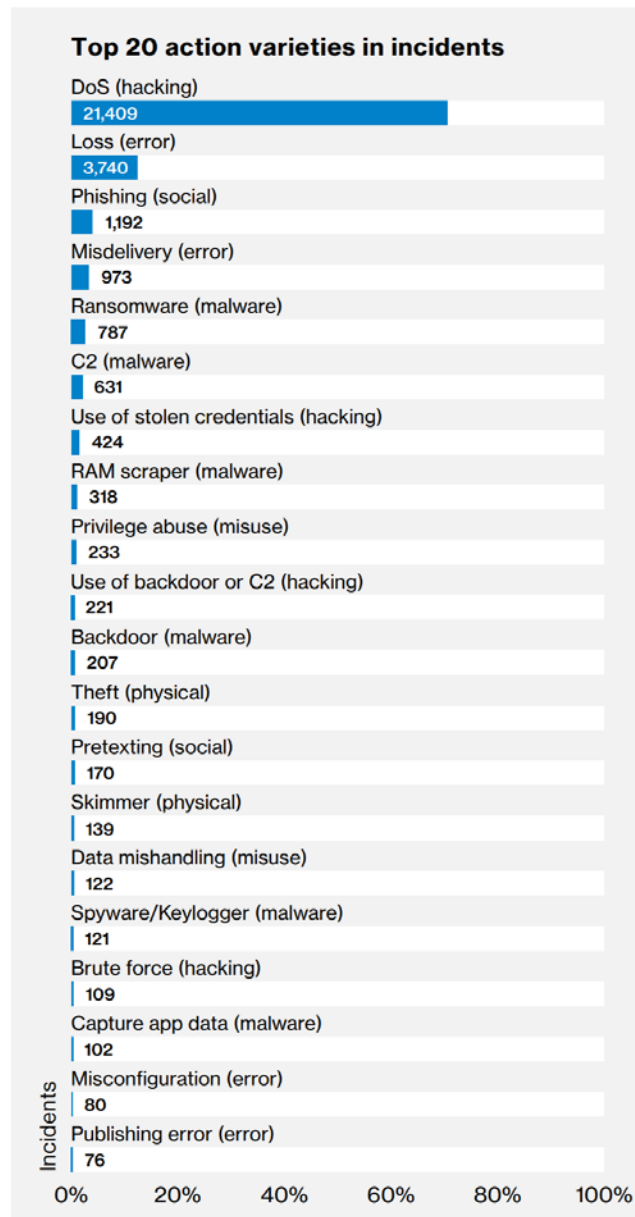 Top 20 action varieties in incidents
DoS (hacking)
21,409
Loss (error)
3,740
Phishing (social)
1,192
Misdelivery (error)
973
Ransomware (malware)
787
C2 (malware)
631
Use of stolen credentials (hacking)
424
RAM scraper (malware)
318
Privilege abuse (misuse)
233
Use of backdoor or C2 (hacking)
221
Backdoor (malware)
207
Theft (physical)
190
Pretexting (social)
170
Skimmer (physical)
139
Data mishandling (misuse)
122
Spyware/Keylogger (malware)
121
Brute force (hacking)
109
Capture app data (malware)
102
Misconfiguration (error)
80
Publishing error (error)
76
Incidents
0% 20% 40% 60% 80% 100%